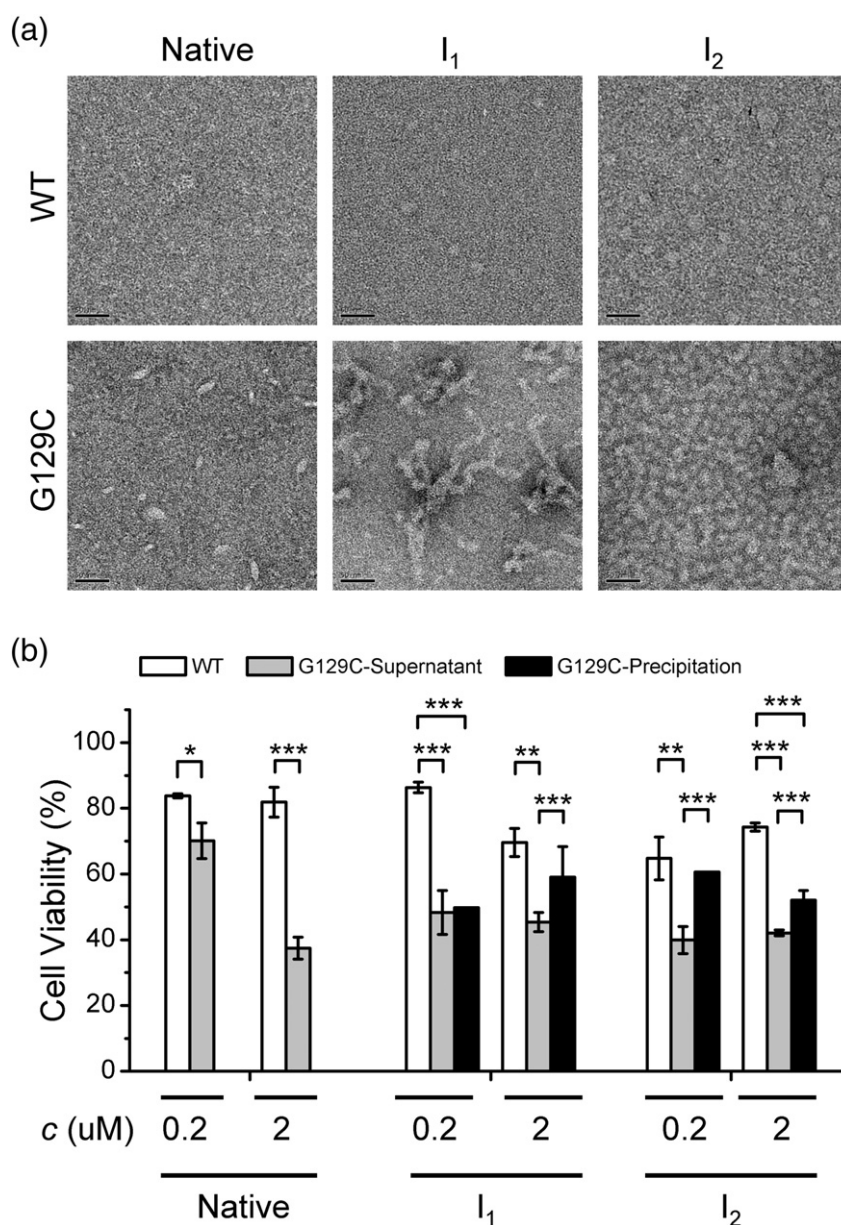 (a)
Native I₁ I₂
WT
G129C
(b)
WT G129C-Supernatant G129C-Precipitation
Cell Viability (%)
100
80
60
40
20
0
* *** *** *** ** *** ** *** *** *** ***
c (uM) 0.2 2 0.2 2 0.2 2
Native I₁ I₂